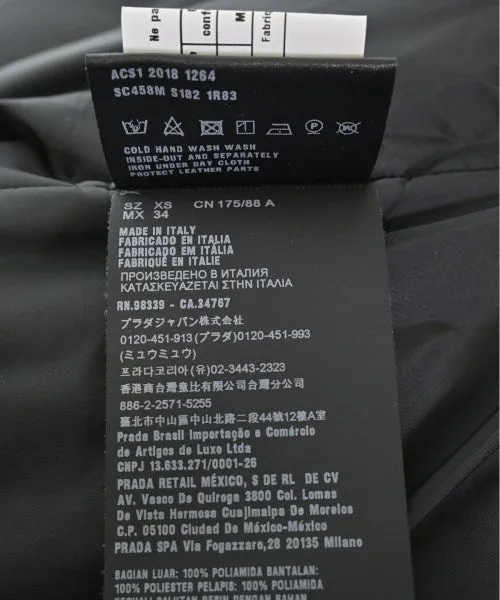 Ne pa
conf
M
Fabric
ACS1 2018 1264
SC458M S182 1R83
COLD HAND WASH WASH
INSIDE-OUT AND SEPARATELY
IRON UNDER DRY CLOTH
PROTECT LEATHER PARTS
SZ XS CN 175/88 A
MX 34
MADE IN ITALY
FABRICADO EN ITALIA
FABRICADO EM ITÁLIA
FABRIQUÉ EN ITALIE
ПРОИЗВЕДЕНО В ИТАЛИЯ
ΚΑΤΑΣΚΕΥΑΖΕΤΑΙ ΣΤΗΝ ΙΤΑΛΙΑ
RN.98339 - CA.34767
プラダジャパン株式会社
0120-451-913(プラダ)0120-451-993
(ミュウミュウ)
프라다코리아(유)02-3443-2323
香港商台灣意比有限公司台灣分公司
886-2-2571-5255
臺北市中山區中山北路二段44號12樓A室
Prada Brasil Importação e Comércio
de Artigos de Luxo Ltda
CNPJ 13.633.271/0001-26
PRADA RETAIL MÉXICO, S DE RL DE CV
AV. Vasco De Quiroga 3800 Col. Lomas
De Vista Hermosa Cuajimalpa De Morelos
C.P. 05100 Ciudad De México-México
PRADA SPA Via Fogazzaro,28 20135 Milano
BAGIAN LUAR: 100% POLIAMIDA BANTALAN:
100% POLIESTER PELAPIS: 100% POLIAMIDA
KECUALI SALUTAN RESIN DENGAN BAHAN